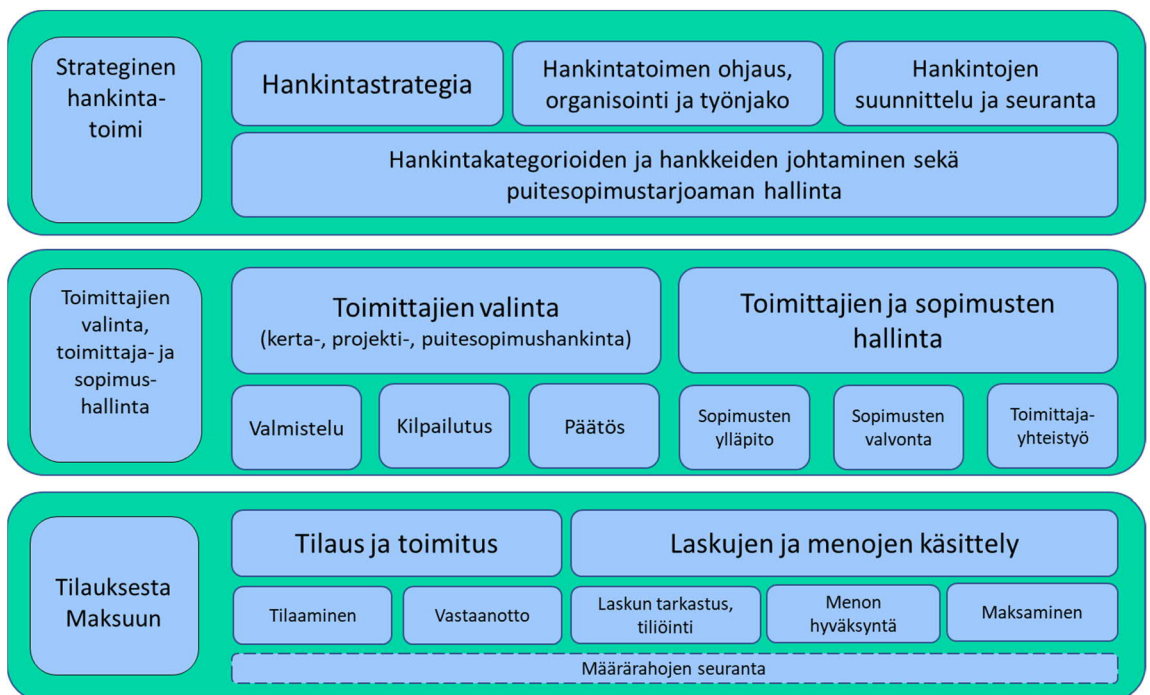 Strateginen
hankinta-
toimi
Hankintastrategia
Hankintatoimen ohjaus,
organisointi ja työnjako
Hankintojen
suunnittelu ja seuranta
Hankintakategorioiden ja hankkeiden johtaminen sekä
puitesopimustarjoaman hallinta
Toimittajien
valinta,
toimittaja- ja
sopimus-
hallinta
Toimittajien valinta
(kerta-, projekti-, puitesopimushankinta)
Toimittajien ja sopimusten
hallinta
Valmistelu
Kilpailutus
Päätös
Sopimusten
ylläpito
Sopimusten
valvonta
Toimittaja-
yhteistyö
Tilauksesta
Maksuun
Tilaus ja toimitus
Laskujen ja menojen käsittely
Tilaaminen
Vastaanotto
Laskun tarkastus,
tiliöinti
Menon
hyväksyntä
Maksaminen
Määrärahojen seuranta